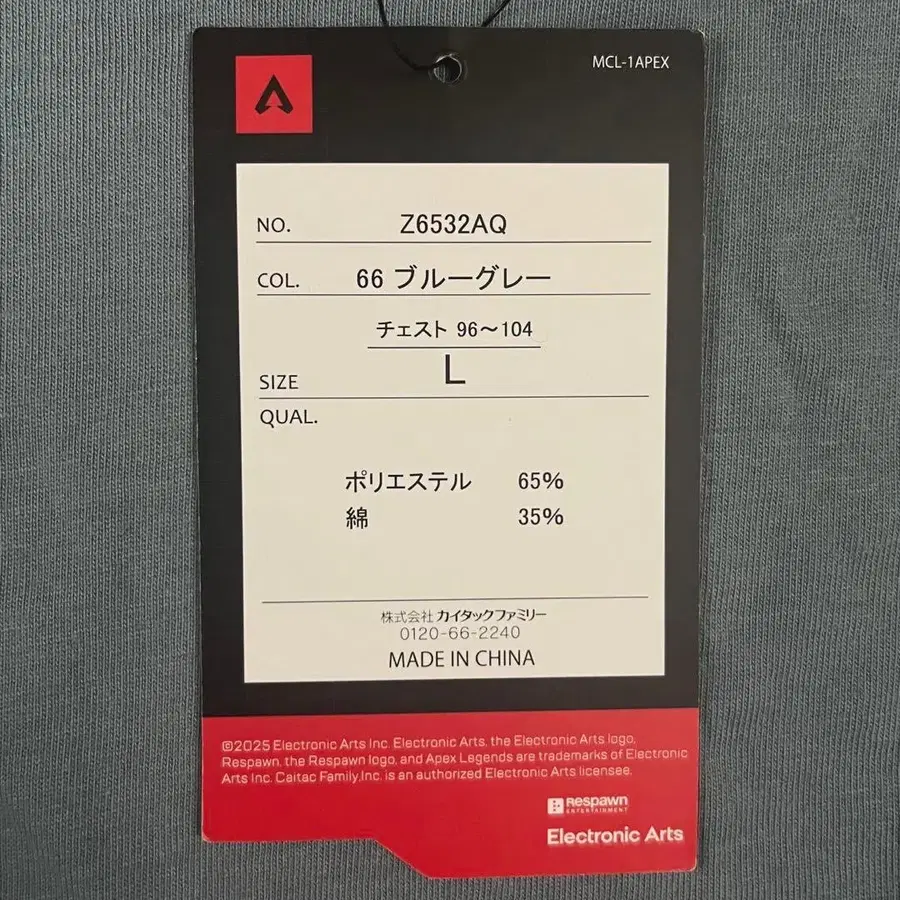 MCL-1APEX
NO. Z6532AQ
COL. 66 ブルーグレー
チェスト 96〜104
SIZE L
QUAL.
ポリエステル 65%
綿 35%
株式会社 カイタックファミリー
0120-66-2240
MADE IN CHINA
©2025 Electronic Arts Inc. Electronic Arts, the Electronic Arts logo,
Respawn, the Respawn logo, and Apex Legends are trademarks of Electronic
Arts Inc. Caitac Family,Inc. is an authorized Electronic Arts licensee.
Respawn
ENTERTAINMENT
Electronic Arts